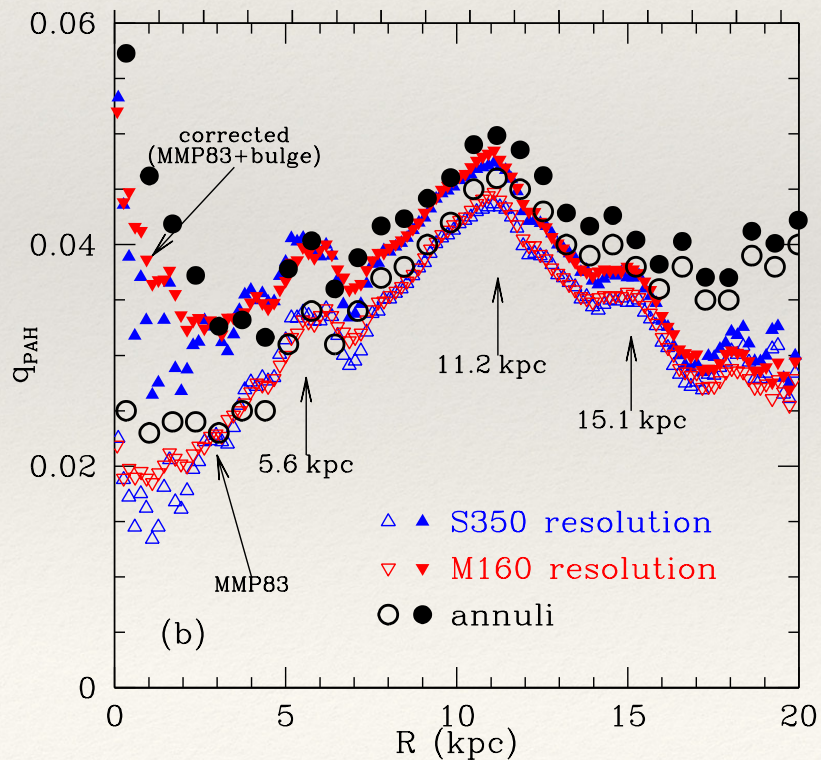 0.06
corrected
(MMP83+bulge)
0.04
q_PAH
11.2 kpc
15.1 kpc
5.6 kpc
0.02
S350 resolution
MMP83
M160 resolution
annuli
(b)
0
0 5 10 15 20
R (kpc)